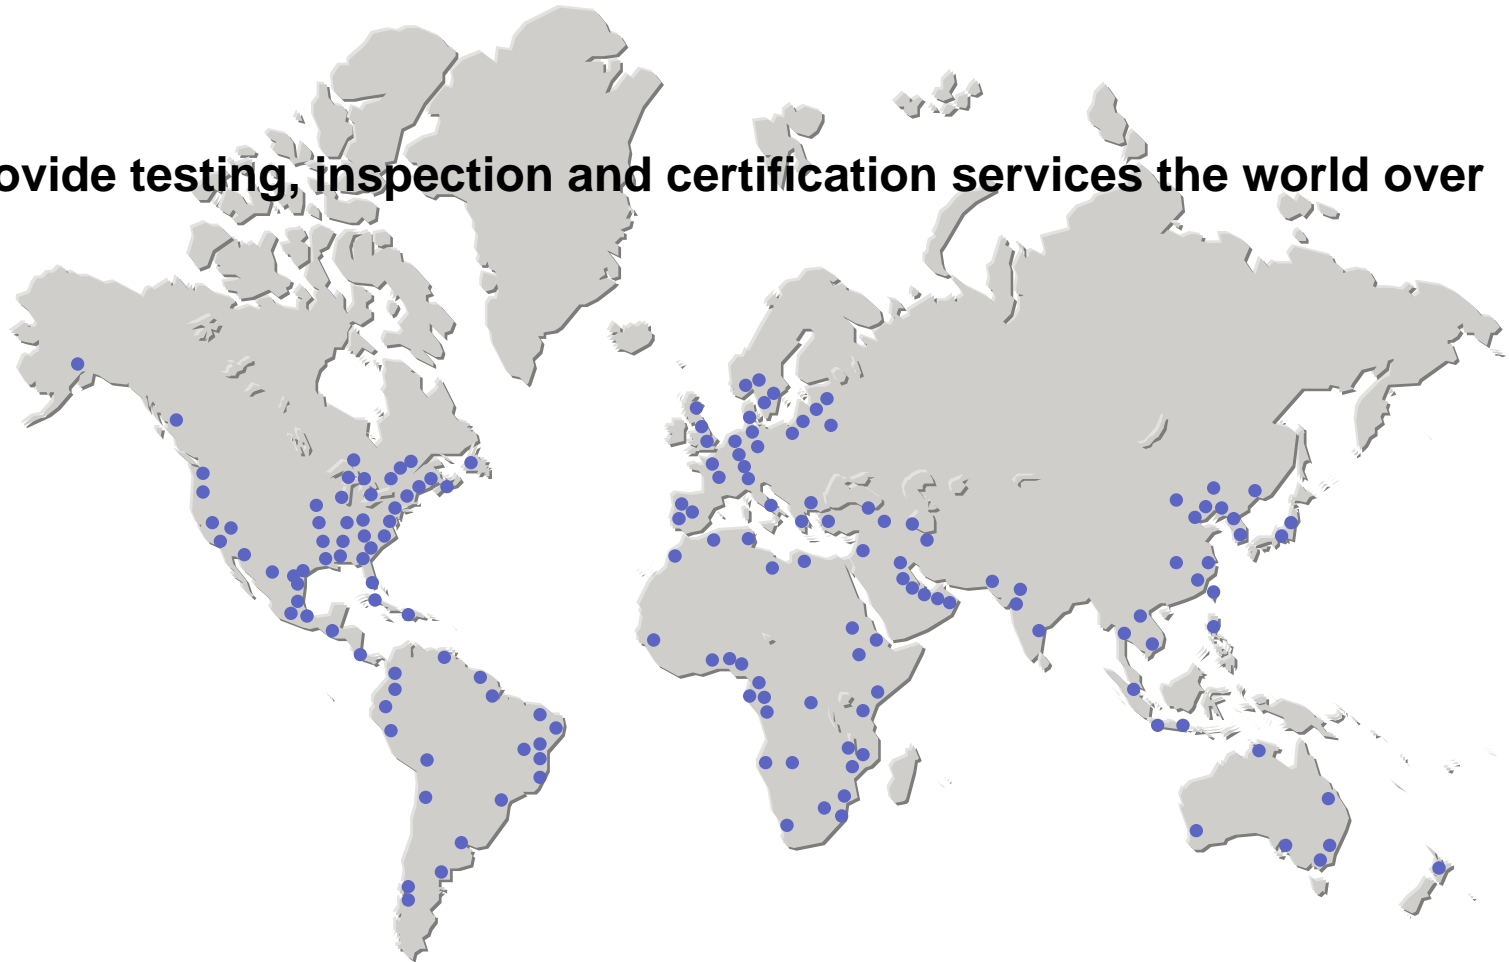 ovide testing, inspection and certification services the world over